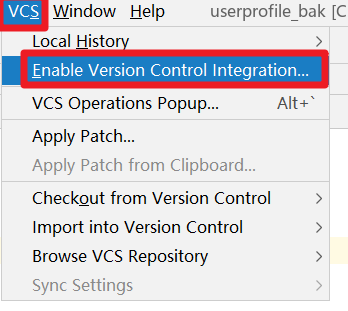 VCS Window Help userprofile_bak [C
Local History
Enable Version Control Integration...
VCS Operations Popup... Alt+`
Apply Patch...
Apply Patch from Clipboard...
Checkout from Version Control
Import into Version Control
Browse VCS Repository
Sync Settings